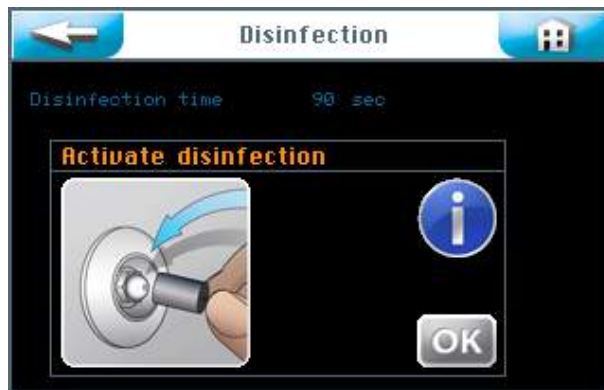 Disinfection
Disinfection time 90 sec
Activate disinfection
i
OK